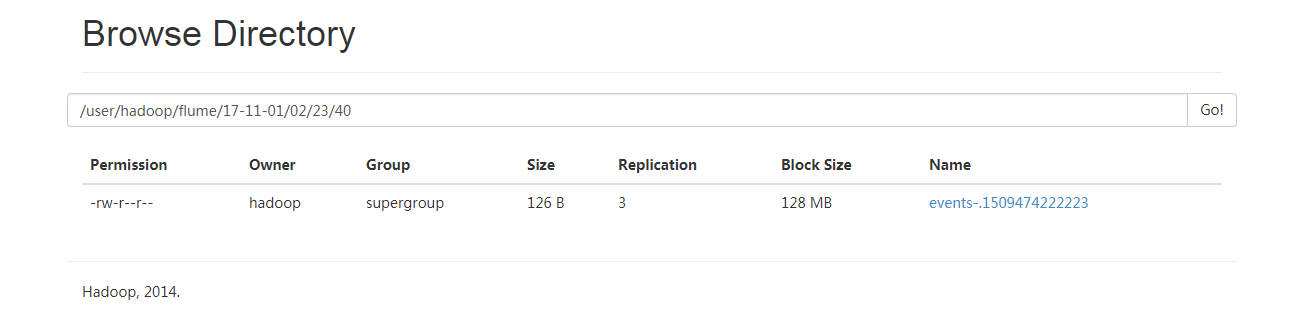 Browse Directory
/user/hadoop/flume/17-11-01/02/23/40 Go!
Permission Owner Group Size Replication Block Size Name
-rw-r--r-- hadoop supergroup 126 B 3 128 MB events-.1509474222223
Hadoop, 2014.